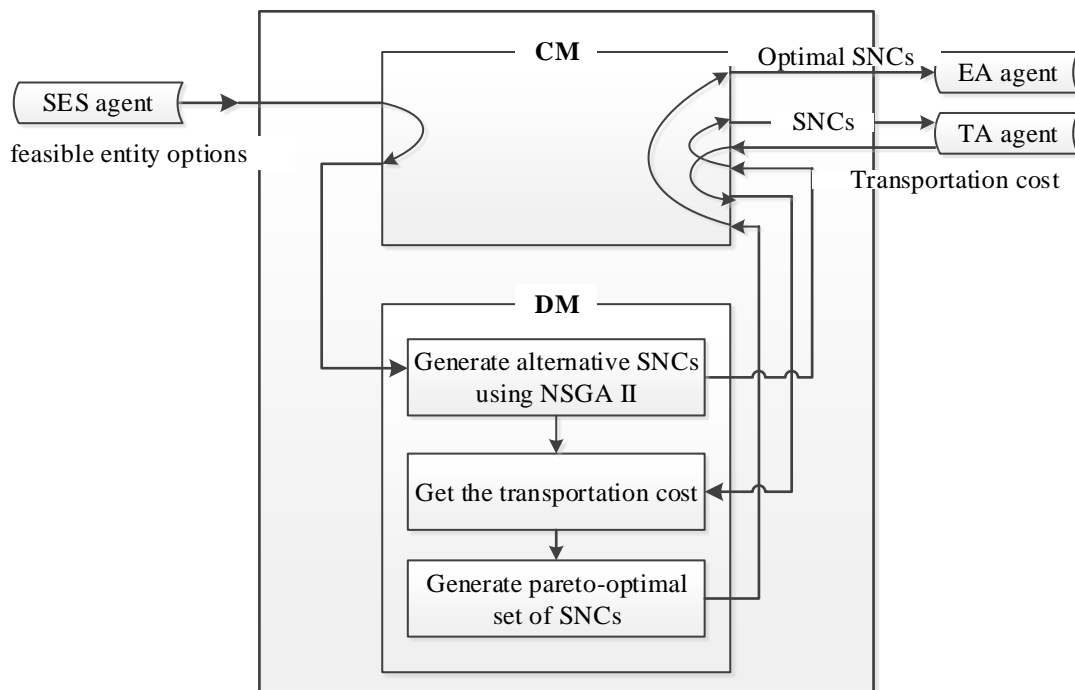 CM
Optimal SNCs
EA agent
SES agent
SNCs
TA agent
feasible entity options
Transportation cost
DM
Generate alternative SNCs
using NSGA II
Get the transportation cost
Generate pareto-optimal
set of SNCs